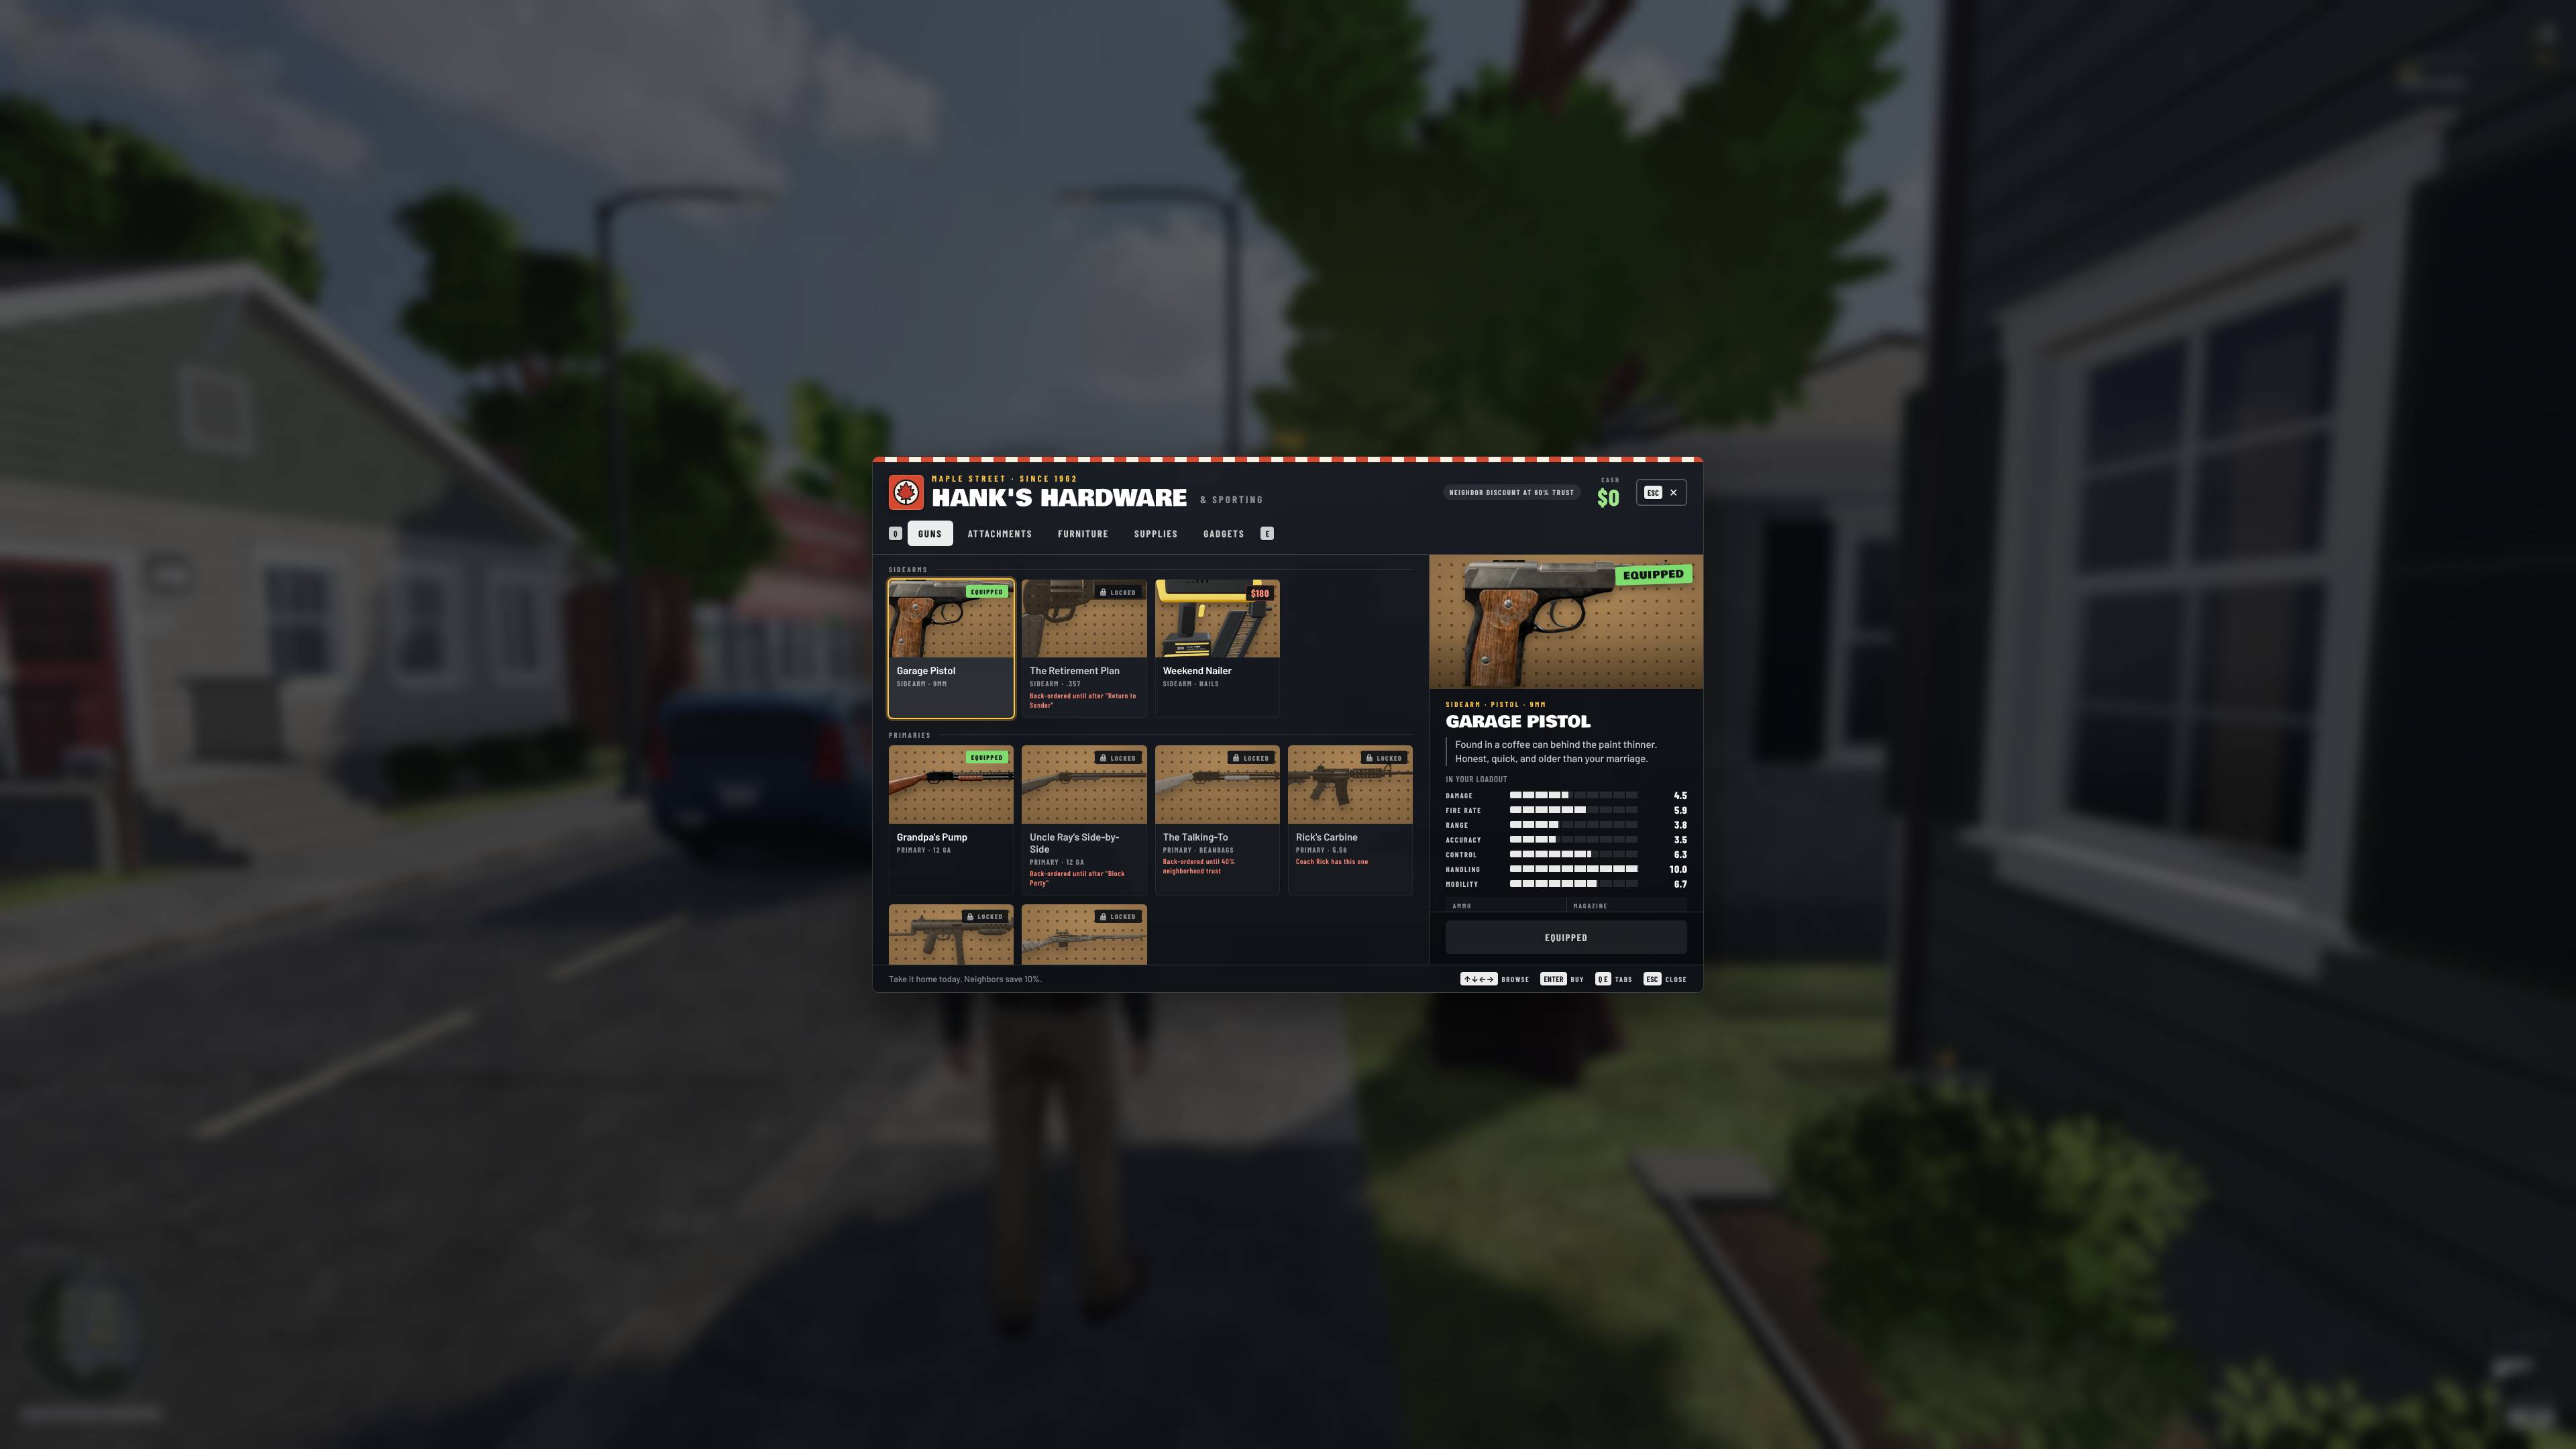 MAPLE STREET · SINCE 1962
HANK'S HARDWARE & SPORTING
NEIGHBOR DISCOUNT AT 60% TRUST
CASH
$0
ESC ✕
Q GUNS ATTACHMENTS FURNITURE SUPPLIES GADGETS E
SIDEARMS
EQUIPPED
Garage Pistol
SIDEARM · 9MM
LOCKED
The Retirement Plan
SIDEARM · .357
Back-ordered until after "Return to
Sender"
$180
Weekend Nailer
SIDEARM · NAILS
PRIMARIES
EQUIPPED
Grandpa's Pump
PRIMARY · 12 GA
LOCKED
Uncle Ray's Side-by-
Side
PRIMARY · 12 GA
Back-ordered until after "Block
Party"
LOCKED
The Talking-To
PRIMARY · BEANBAGS
Back-ordered until 40%
neighborhood trust
LOCKED
Rick's Carbine
PRIMARY · 5.56
Coach Rick has this one
LOCKED
LOCKED
EQUIPPED
SIDEARM · PISTOL · 9MM
GARAGE PISTOL
Found in a coffee can behind the paint thinner.
Honest, quick, and older than your marriage.
IN YOUR LOADOUT
DAMAGE 4.5
FIRE RATE 5.9
RANGE 3.8
ACCURACY 3.5
CONTROL 6.3
HANDLING 10.0
MOBILITY 6.7
AMMO MAGAZINE
EQUIPPED
Take it home today. Neighbors save 10%.
↑↓←→ BROWSE ENTER BUY Q E TABS ESC CLOSE